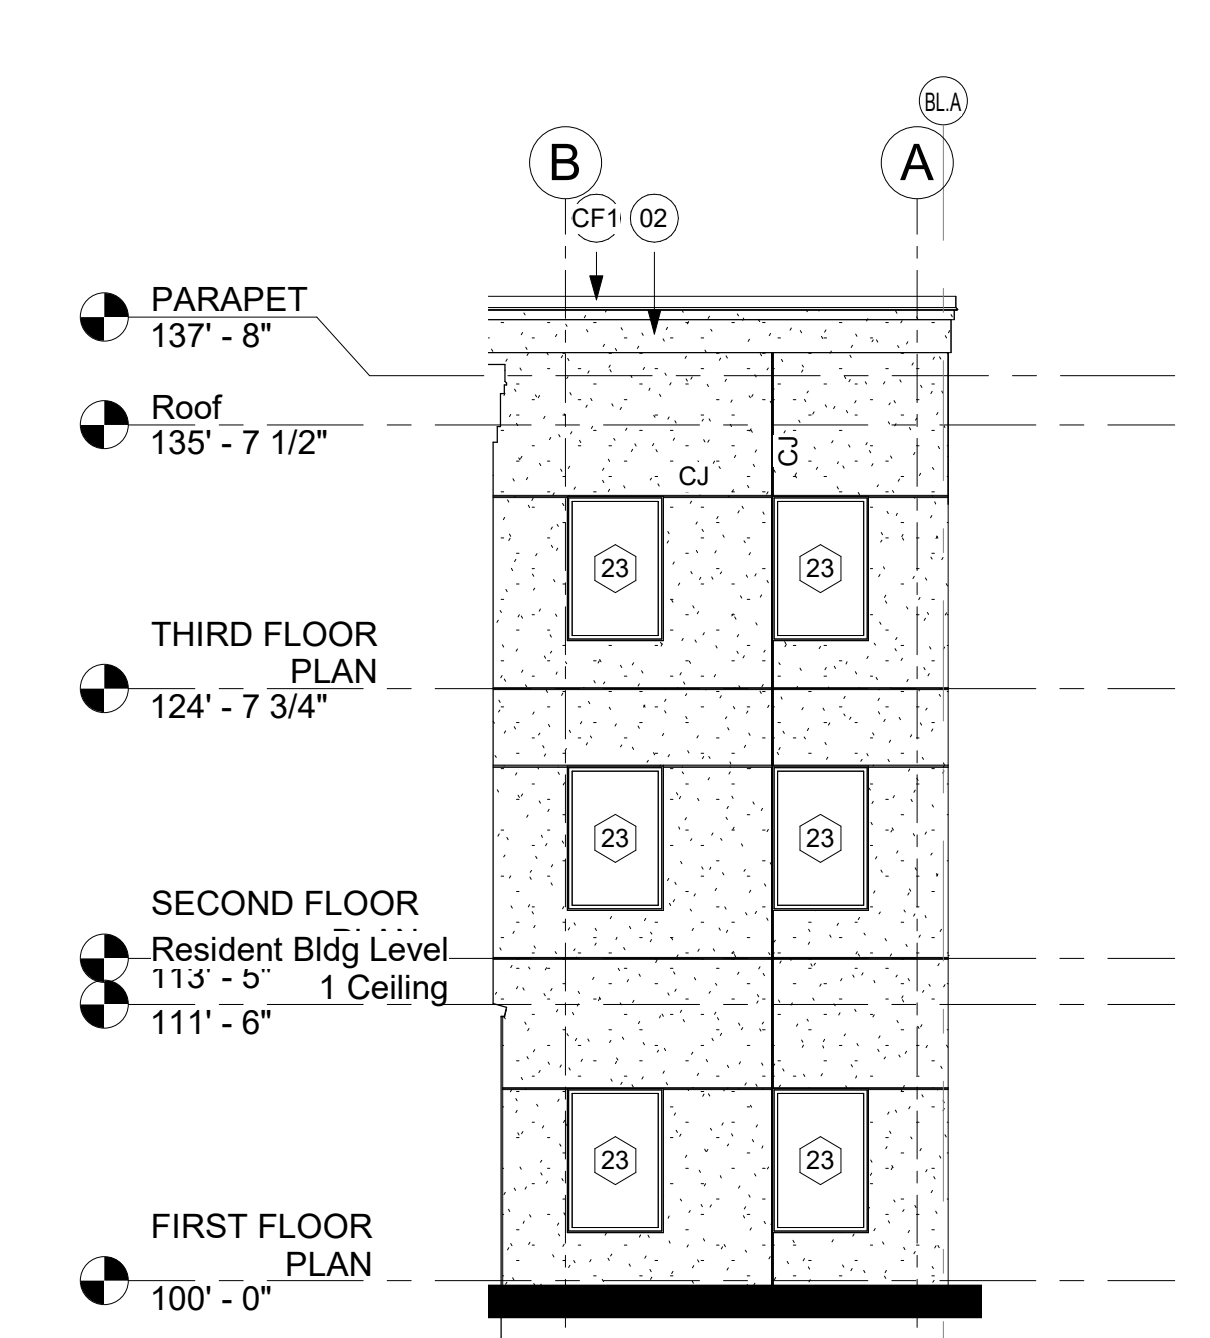 BL.A
B
A
CF1
02
PARAPET
137' - 8"
Roof
135' - 7 1/2"
CJ
CJ
23
23
THIRD FLOOR
PLAN
124' - 7 3/4"
23
23
SECOND FLOOR
Resident Bldg Level
113' - 5"
1 Ceiling
111' - 6"
23
23
FIRST FLOOR
PLAN
100' - 0"